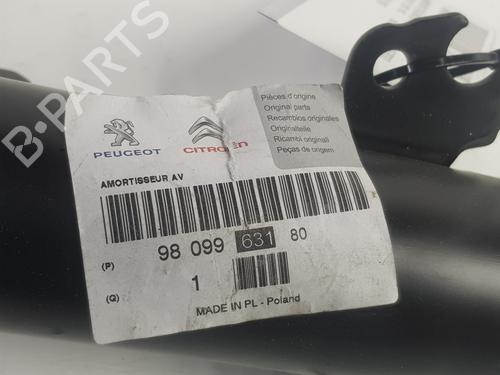 B-PARTS
PEUGEOT
CITROËN
Pièces d'origine
Original parts
Recambios originales
Originalteile
Ricambi originali
Peças de origem
AMORTISSEUR AV
(P) 98 099 631 80
(Q) 1
MADE IN PL - Poland